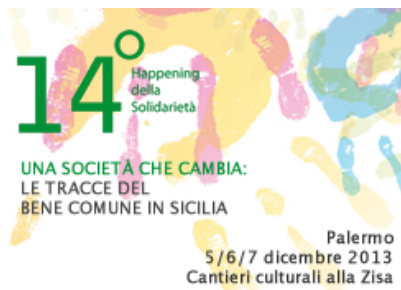 14°
Happening
della
Solidarietà
UNA SOCIETÀ CHE CAMBIA:
LE TRACCE DEL
BENE COMUNE IN SICILIA
Palermo
5/6/7 dicembre 2013
Cantieri culturali alla Zisa